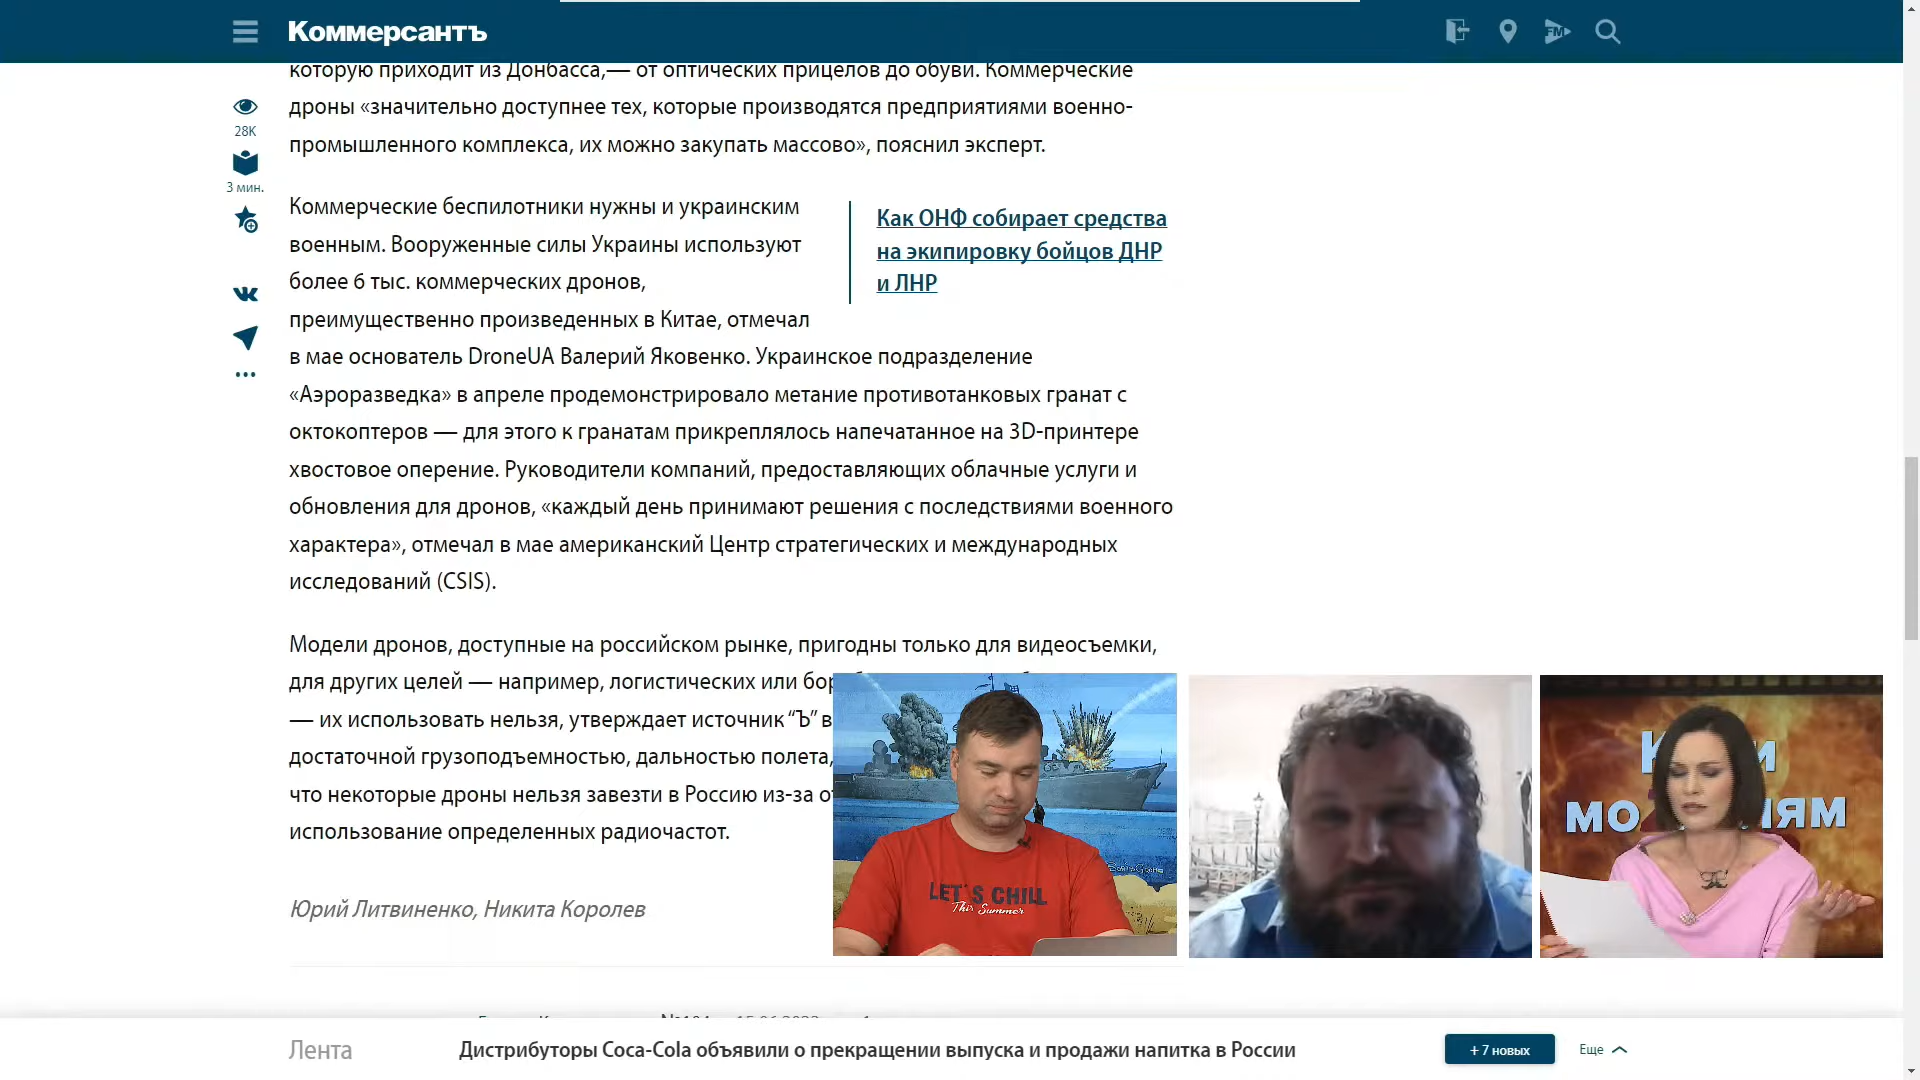 Коммерсантъ
которую приходит из Донбасса,— от оптических прицелов до обуви. Коммерческие
дроны «значительно доступнее тех, которые производятся предприятиями военно-
промышленного комплекса, их можно закупать массово», пояснил эксперт.
28K
3 мин.
Коммерческие беспилотники нужны и украинским
военным. Вооруженные силы Украины используют
более 6 тыс. коммерческих дронов,
преимущественно произведенных в Китае, отмечал
в мае основатель DroneUA Валерий Яковенко. Украинское подразделение
«Аэроразведка» в апреле продемонстрировало метание противотанковых гранат с
октокоптеров — для этого к гранатам прикреплялось напечатанное на 3D-принтере
хвостовое оперение. Руководители компаний, предоставляющих облачные услуги и
обновления для дронов, «каждый день принимают решения с последствиями военного
характера», отмечал в мае американский Центр стратегических и международных
исследований (CSIS).
Как ОНФ собирает средства
на экипировку бойцов ДНР
и ЛНР
Модели дронов, доступные на российском рынке, пригодны только для видеосъемки,
для других целей — например, логистических или бор
— их использовать нельзя, утверждает источник “Ъ” в
достаточной грузоподъемностью, дальностью полета,
что некоторые дроны нельзя завезти в Россию из-за о
использование определенных радиочастот.
Юрий Литвиненко, Никита Королев
LET'S CHILL
This Summer
МО ЯМ
Лента
Дистрибуторы Coca-Cola объявили о прекращении выпуска и продажи напитка в России
+ 7 новых
Еще